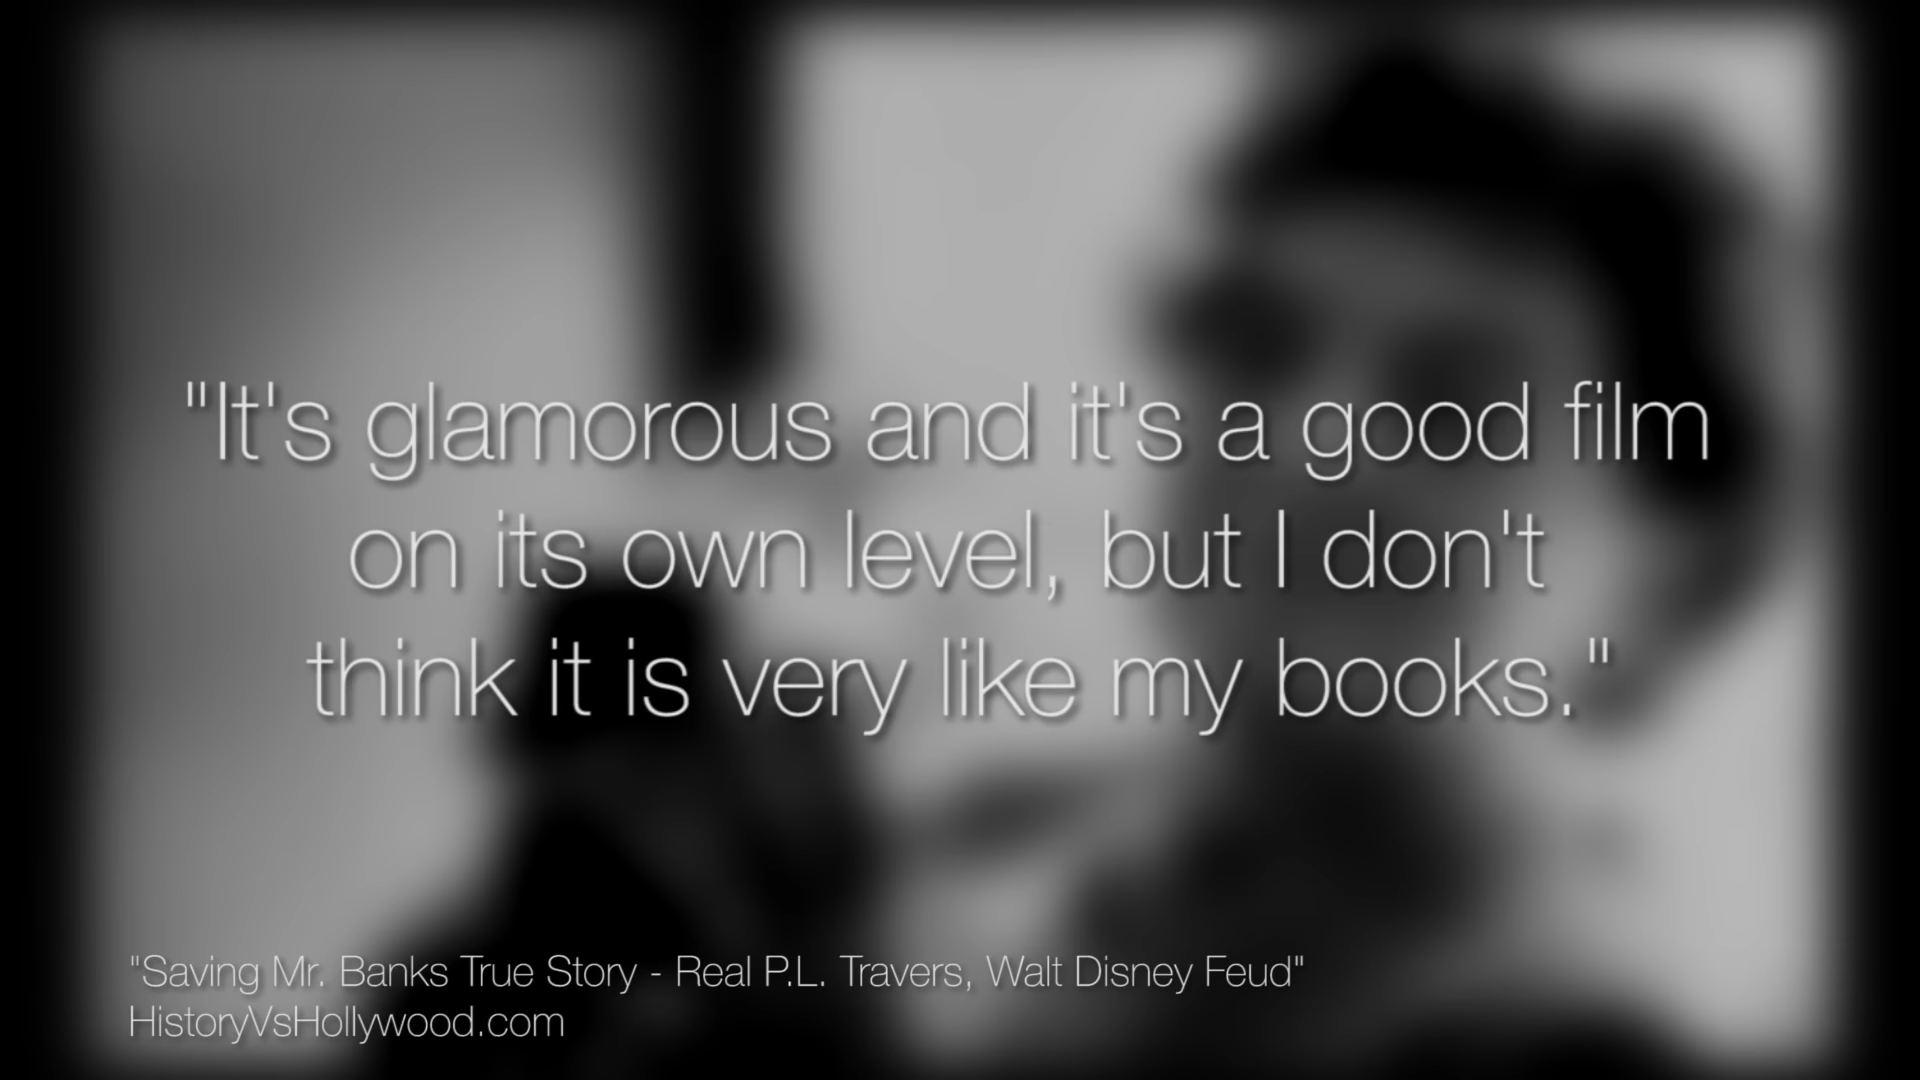 "It's glamorous and it's a good film
on its own level, but I don't
think it is very like my books."
"Saving Mr. Banks True Story - Real P.L. Travers, Walt Disney Feud"
HistoryVsHollywood.com